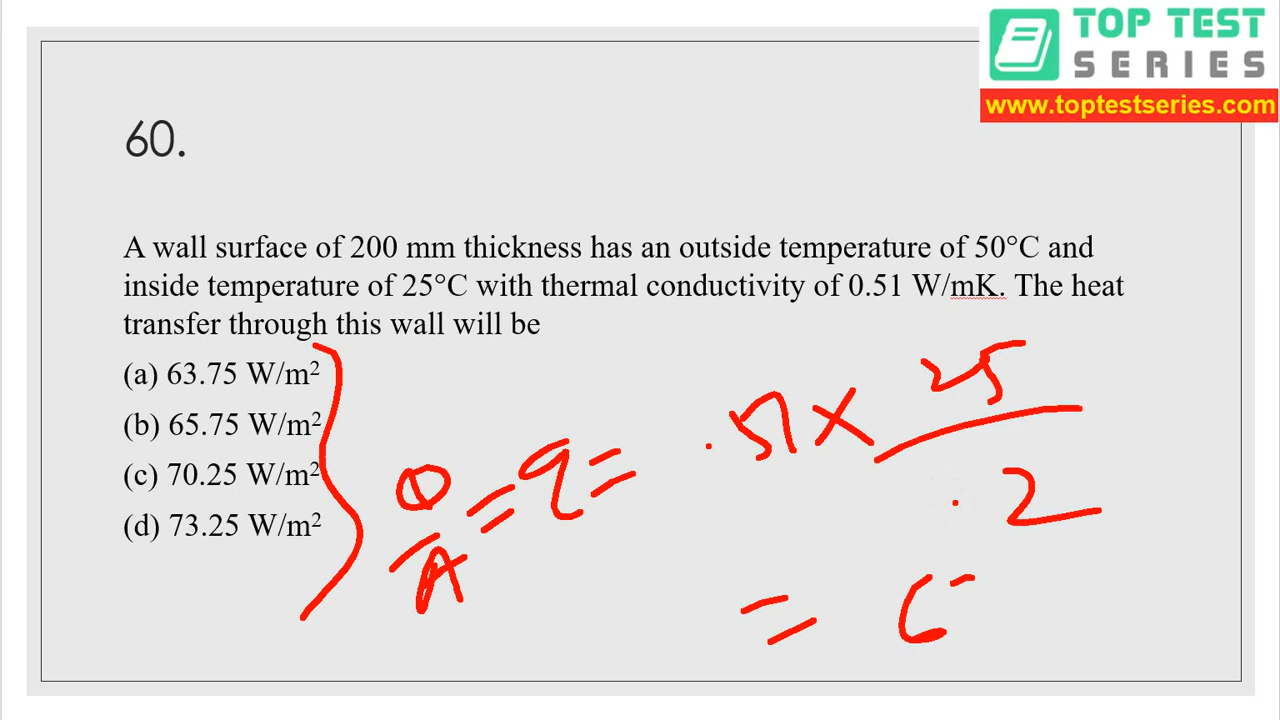 TOP TEST
SERIES
www.toptestseries.com
60.
A wall surface of 200 mm thickness has an outside temperature of 50°C and
inside temperature of 25°C with thermal conductivity of 0.51 W/mK. The heat
transfer through this wall will be
(a) 63.75 W/m²
(b) 65.75 W/m²
(c) 70.25 W/m²
(d) 73.25 W/m²
Q/A = q = .51 × 25/.2
= 6